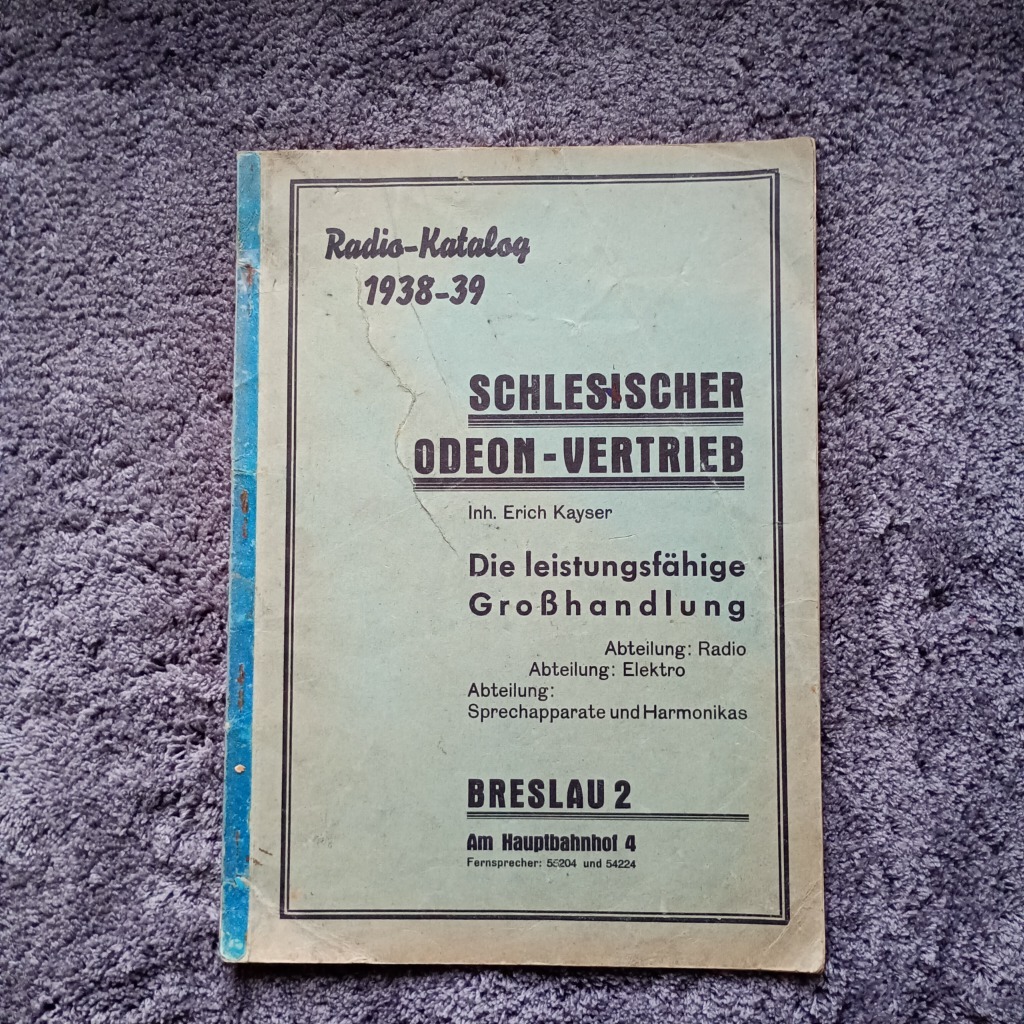 Radio-Katalog
1938-39
SCHLESISCHER
ODEON-VERTRIEB
Inh. Erich Kayser
Die leistungsfähige
Großhandlung
Abteilung: Radio
Abteilung: Elektro
Abteilung:
Sprechapparate und Harmonikas
BRESLAU 2
Am Hauptbahnhof 4
Fernsprecher: 55204 und 54224